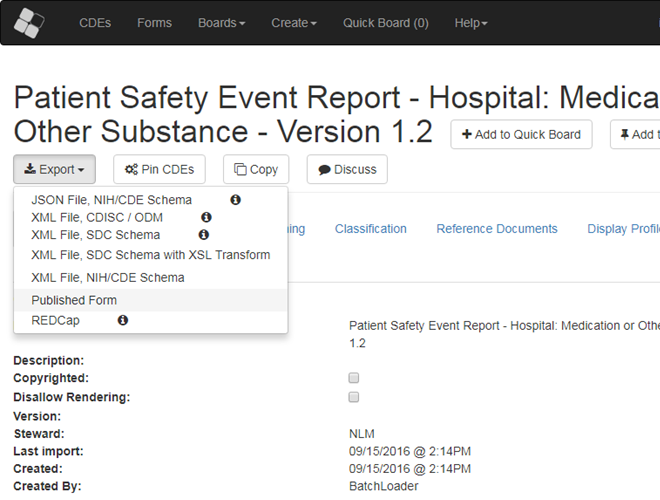 CDEs Forms Boards Create Quick Board (0) Help
Patient Safety Event Report - Hospital: Medica
Other Substance - Version 1.2 + Add to Quick Board Add t
Export Pin CDEs Copy Discuss
JSON File, NIH/CDE Schema
XML File, CDISC / ODM
XML File, SDC Schema ing Classification Reference Documents Display Profile
XML File, SDC Schema with XSL Transform
XML File, NIH/CDE Schema
Published Form
REDCap
Patient Safety Event Report - Hospital: Medication or Othe
1.2
Description:
Copyrighted:
Disallow Rendering:
Version:
Steward: NLM
Last import: 09/15/2016 @ 2:14PM
Created: 09/15/2016 @ 2:14PM
Created By: BatchLoader